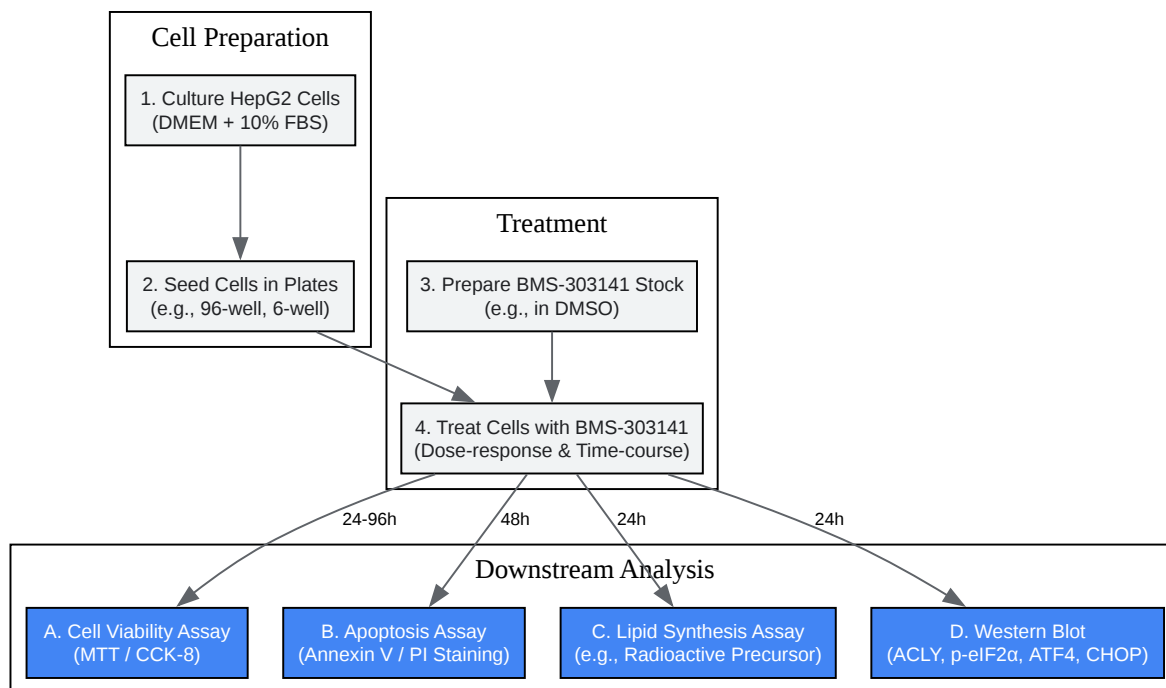 Cell Preparation
1. Culture HepG2 Cells
(DMEM + 10% FBS)
2. Seed Cells in Plates
(e.g., 96-well, 6-well)
Treatment
3. Prepare BMS-303141 Stock
(e.g., in DMSO)
4. Treat Cells with BMS-303141
(Dose-response & Time-course)
24-96h
48h
24h
24h
Downstream Analysis
A. Cell Viability Assay
(MTT / CCK-8)
B. Apoptosis Assay
(Annexin V / PI Staining)
C. Lipid Synthesis Assay
(e.g., Radioactive Precursor)
D. Western Blot
(ACLY, p-eIF2α, ATF4, CHOP)